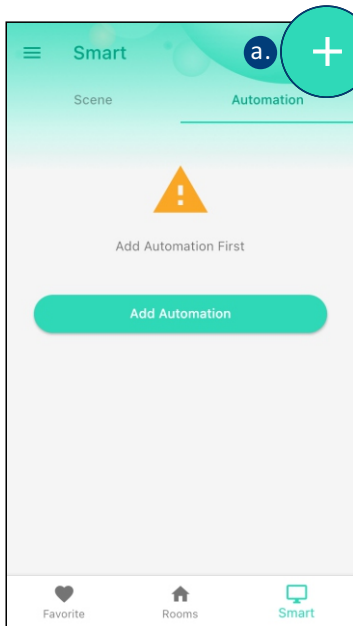 Smart
a.
Scene Automation
Add Automation First
Add Automation
Favorite Rooms Smart